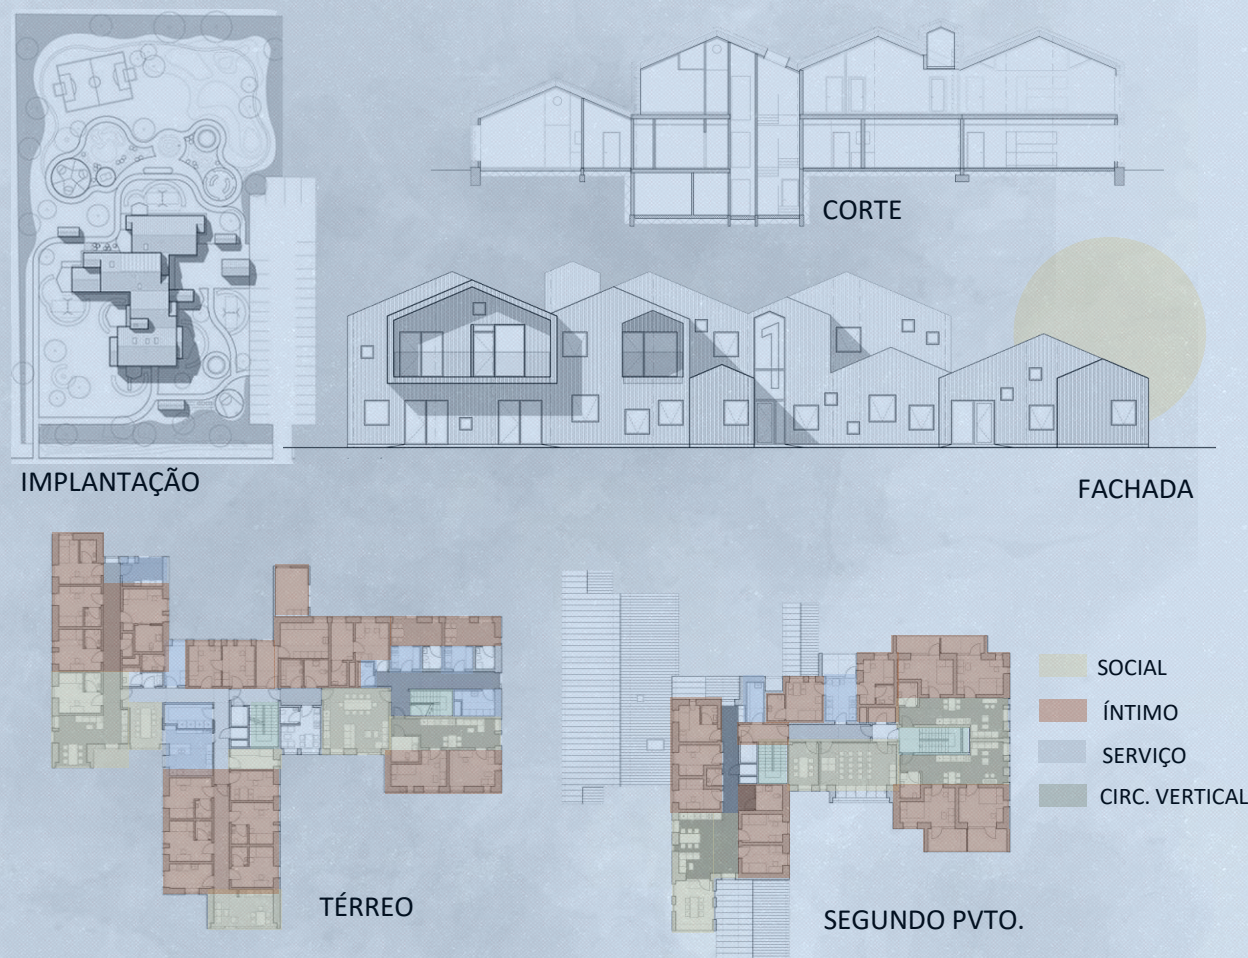 CORTE
IMPLANTAÇÃO
FACHADA
SOCIAL
ÍNTIMO
SERVIÇO
CIRC. VERTICAL
TÉRREO
SEGUNDO PVTO.